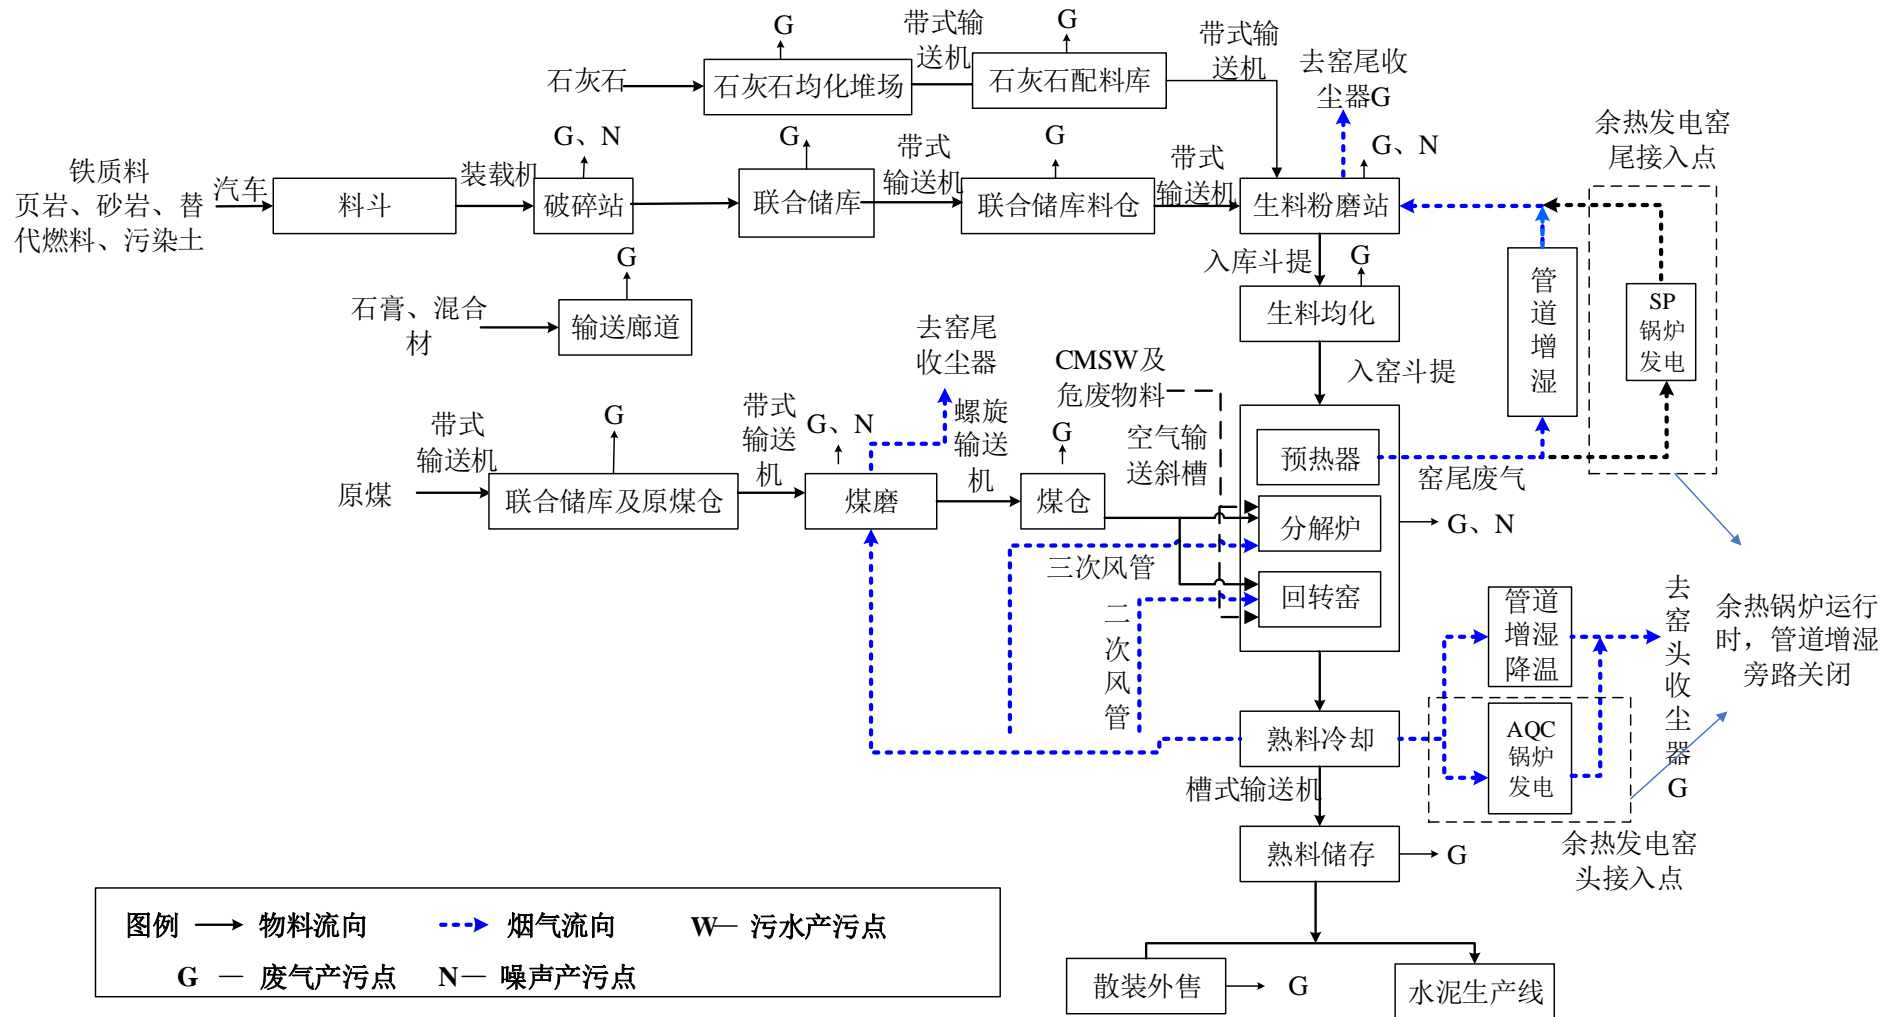 G
带式输
送机
G
带式输
送机
去窑尾收
尘器G
石灰石
石灰石均化堆场
石灰石配料库
余热发电窑
尾接入点
G、N
G
带式
输送机
G
带式
输送机
G、N
铁质料
页岩、砂岩、替
代燃料、污染土
汽车
料斗
装载机
破碎站
联合储库
联合储库料仓
生料粉磨站
入库斗提
G
G
石膏、混合
材
输送廊道
生料均化
管
道
增
湿
SP
锅炉
发电
去窑尾
收尘器
CMSW及
危废物料
入窑斗提
带式
输送机
G
带式
输送
机
G、N
螺旋
输送
机
G
空气输
送斜槽
预热器
窑尾废气
原煤
联合储库及原煤仓
煤磨
煤仓
分解炉
G、N
三次风管
回转窑
二
次
风
管
管道
增湿
降温
去
窑
头
收
尘
器
G
余热锅炉运行
时，管道增湿
旁路关闭
熟料冷却
AQC
锅炉
发电
槽式输送机
熟料储存
G
余热发电窑
头接入点
图例
物料流向
烟气流向
W— 污水产污点
G — 废气产污点
N— 噪声产污点
散装外售
G
水泥生产线